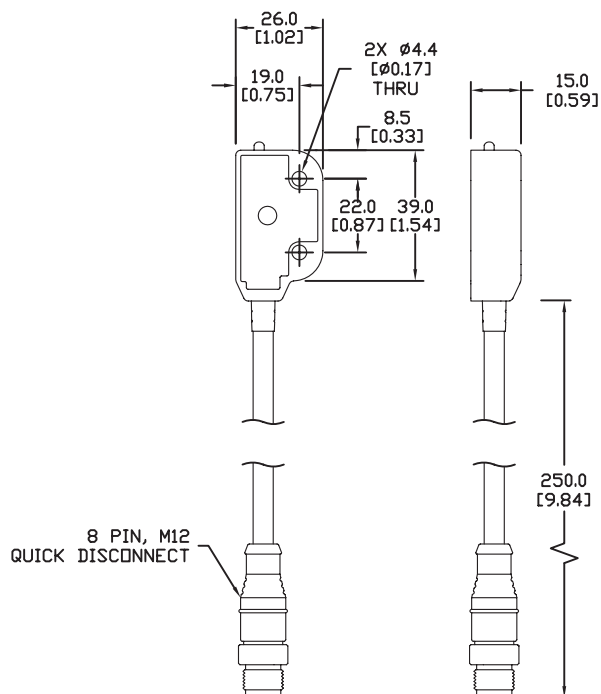 26.0
[1.02]
2X Ø4.4
[Ø0.17]
THRU
19.0
[0.75]
15.0
[0.59]
8.5
[0.33]
22.0
[0.87]
39.0
[1.54]
250.0
[9.84]
8 PIN, M12
QUICK DISCONNECT